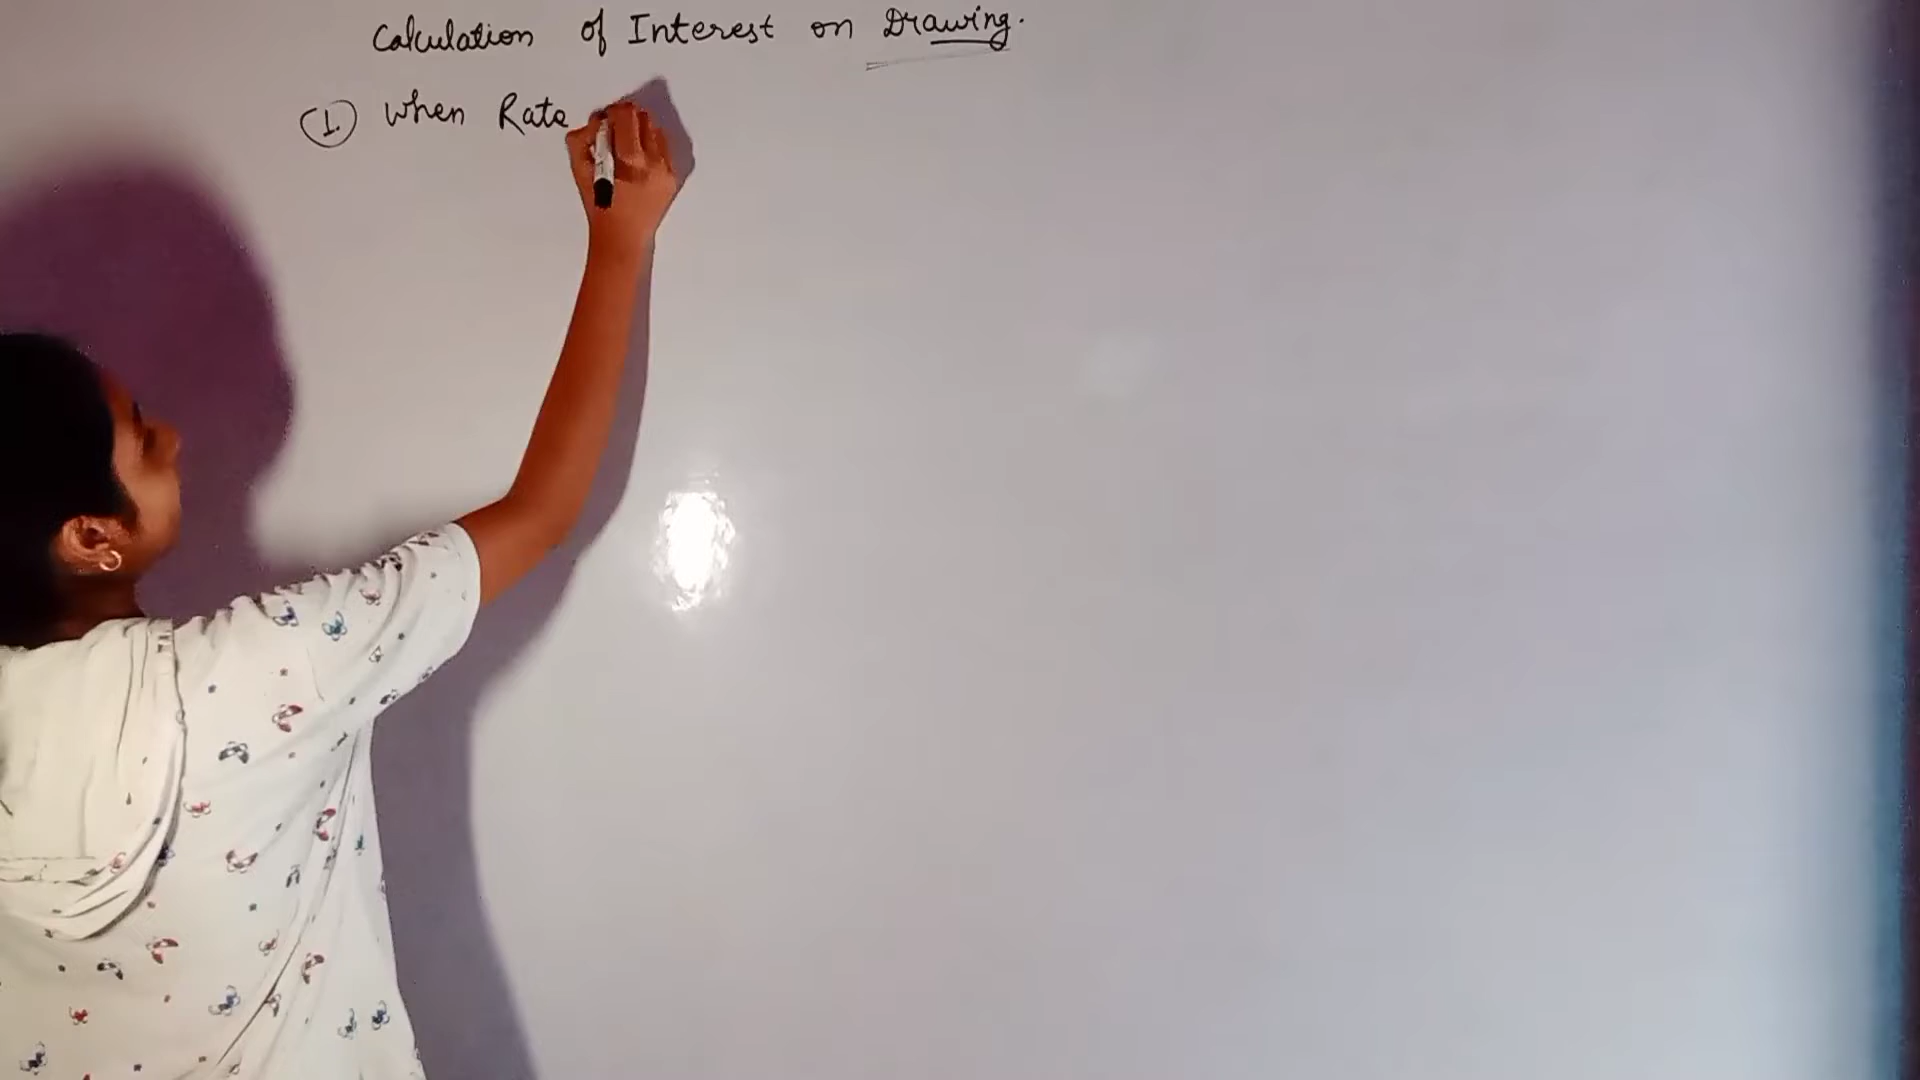 Calculation of Interest on Drawing.
1. When Rate